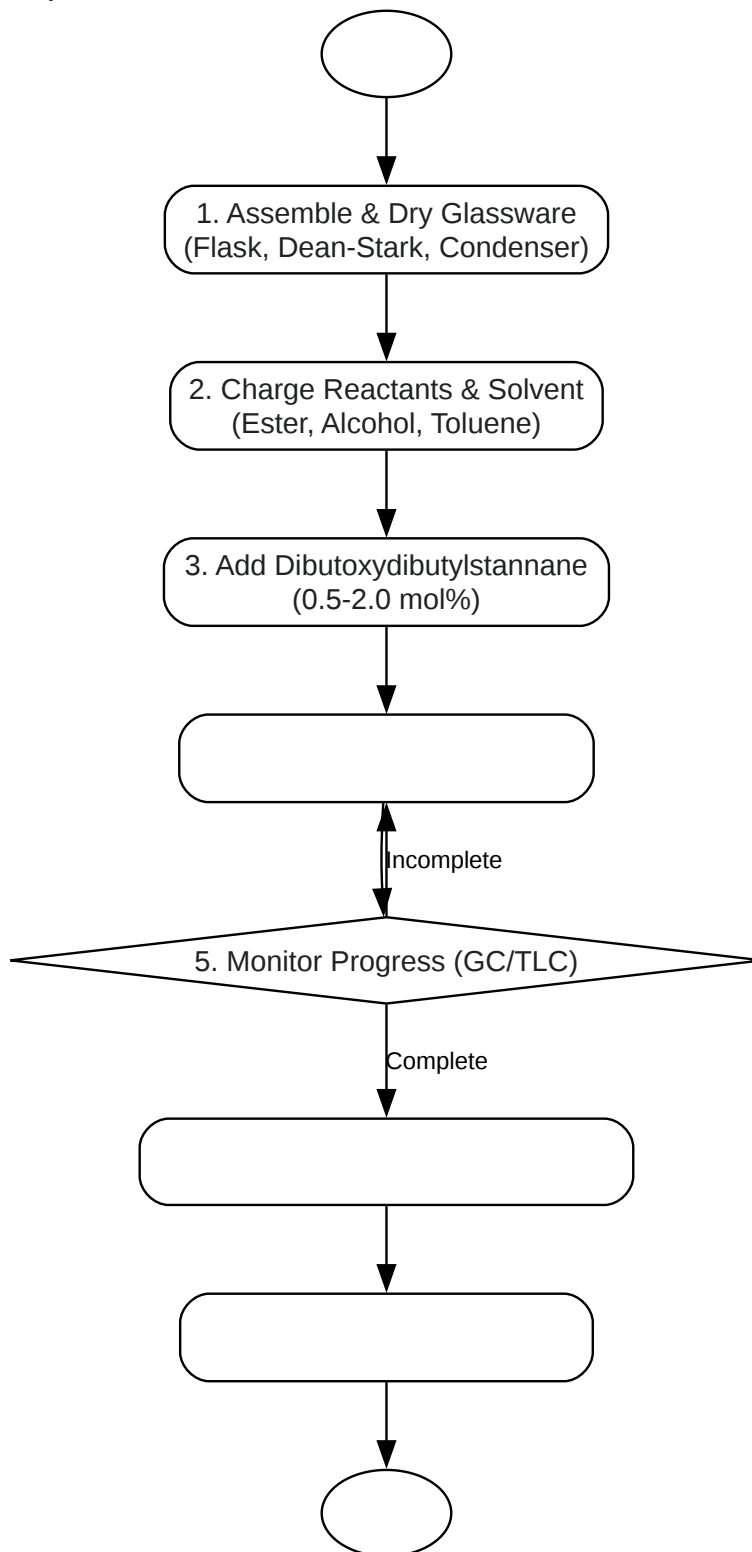 1. Assemble & Dry Glassware
(Flask, Dean-Stark, Condenser)
2. Charge Reactants & Solvent
(Ester, Alcohol, Toluene)
3. Add Dibutoxydibutylstannane
(0.5-2.0 mol%)
Incomplete
5. Monitor Progress (GC/TLC)
Complete